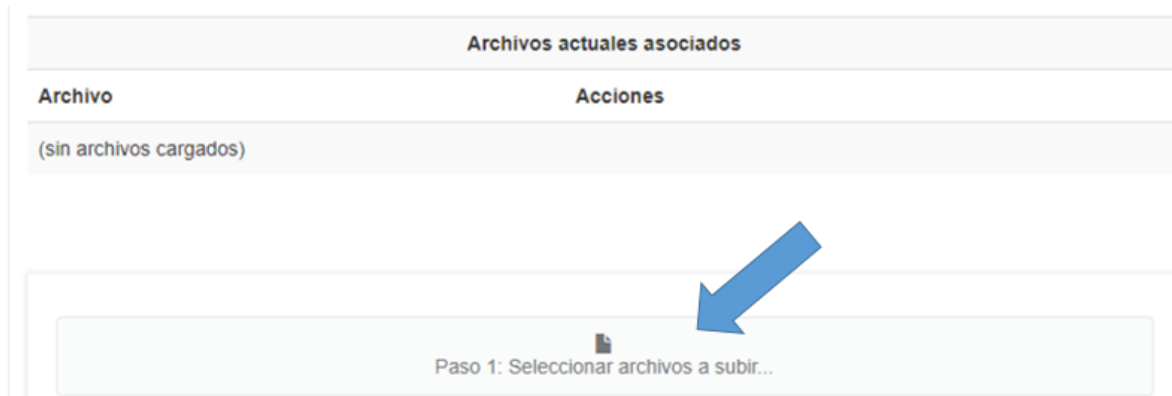 Archivos actuales asociados
Archivo Acciones
(sin archivos cargados)
Paso 1: Seleccionar archivos a subir...